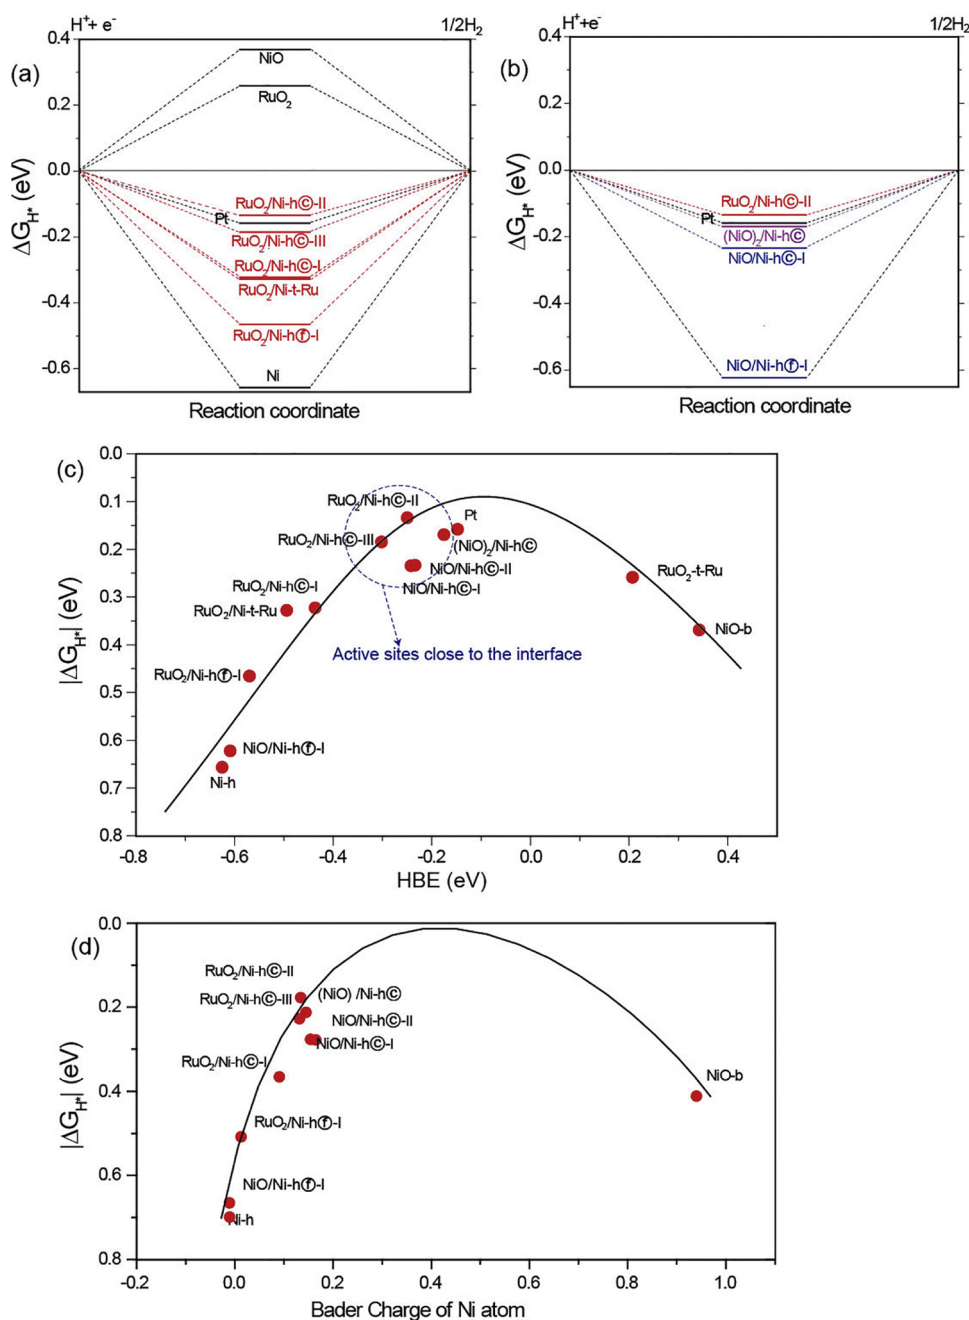 H⁺+ e⁻ 1/2H₂
(a)
0.4
0.2
0.0
-0.2
-0.4
-0.6
ΔG_H* (eV)
NiO
RuO₂
RuO₂/Ni-hⓒ-II
Pt
RuO₂/Ni-hⓒ-III
RuO₂/Ni-hⓒ-I
RuO₂/Ni-t-Ru
RuO₂/Ni-hⓕ-I
Ni
Reaction coordinate
H⁺+e⁻ 1/2H₂
(b)
0.4
0.2
0.0
-0.2
-0.4
-0.6
ΔG_H* (eV)
RuO₂/Ni-hⓒ-II
Pt
(NiO)₂/Ni-hⓒ
NiO/Ni-hⓒ-I
NiO/Ni-hⓕ-I
Reaction coordinate
(c)
0.0
0.1
0.2
0.3
0.4
0.5
0.6
0.7
0.8
|ΔG_H*| (eV)
RuO₂/Ni-hⓒ-II
Pt
RuO₂/Ni-hⓒ-III
(NiO)₂/Ni-hⓒ
NiO/Ni-hⓒ-II
NiO/Ni-hⓒ-I
RuO₂-t-Ru
RuO₂/Ni-hⓒ-I
RuO₂/Ni-t-Ru
NiO-b
Active sites close to the interface
RuO₂/Ni-hⓕ-I
NiO/Ni-hⓕ-I
Ni-h
-0.8 -0.6 -0.4 -0.2 0.0 0.2 0.4
HBE (eV)
(d)
0.0
0.2
0.4
0.6
0.8
|ΔG_H*| (eV)
RuO₂/Ni-hⓒ-II
RuO₂/Ni-hⓒ-III
(NiO) /Ni-hⓒ
NiO/Ni-hⓒ-II
NiO/Ni-hⓒ-I
RuO₂/Ni-hⓒ-I
NiO-b
RuO₂/Ni-hⓕ-I
NiO/Ni-hⓕ-I
Ni-h
-0.2 0.0 0.2 0.4 0.6 0.8 1.0
Bader Charge of Ni atom